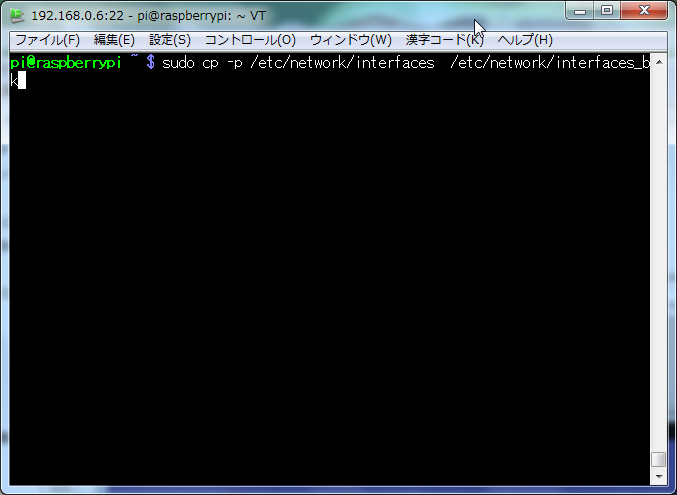 192.168.0.6:22 - pi@raspberrypi: ~ VT
ファイル(F) 編集(E) 設定(S) コントロール(O) ウィンドウ(W) 漢字コード(K) ヘルプ(H)
pi@raspberrypi ~ $ sudo cp -p /etc/network/interfaces  /etc/network/interfaces_b
k